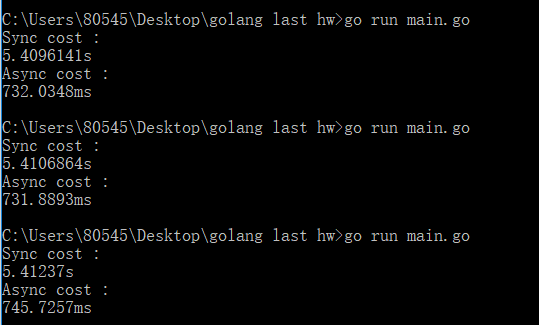 C:\Users\80545\Desktop\golang last hw>go run main.go
Sync cost :
5.4096141s
Async cost :
732.0348ms
C:\Users\80545\Desktop\golang last hw>go run main.go
Sync cost :
5.4106864s
Async cost :
731.8893ms
C:\Users\80545\Desktop\golang last hw>go run main.go
Sync cost :
5.41237s
Async cost :
745.7257ms